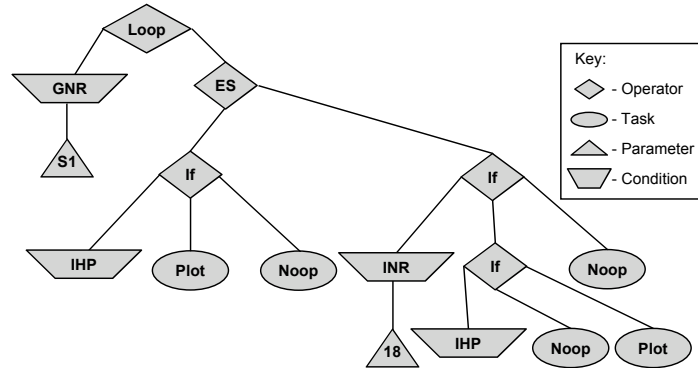 Loop
GNR
ES
S1
If
If
IHP
Plot
Noop
INR
If
Noop
18
IHP
Noop
Plot
Key:
- Operator
- Task
- Parameter
- Condition